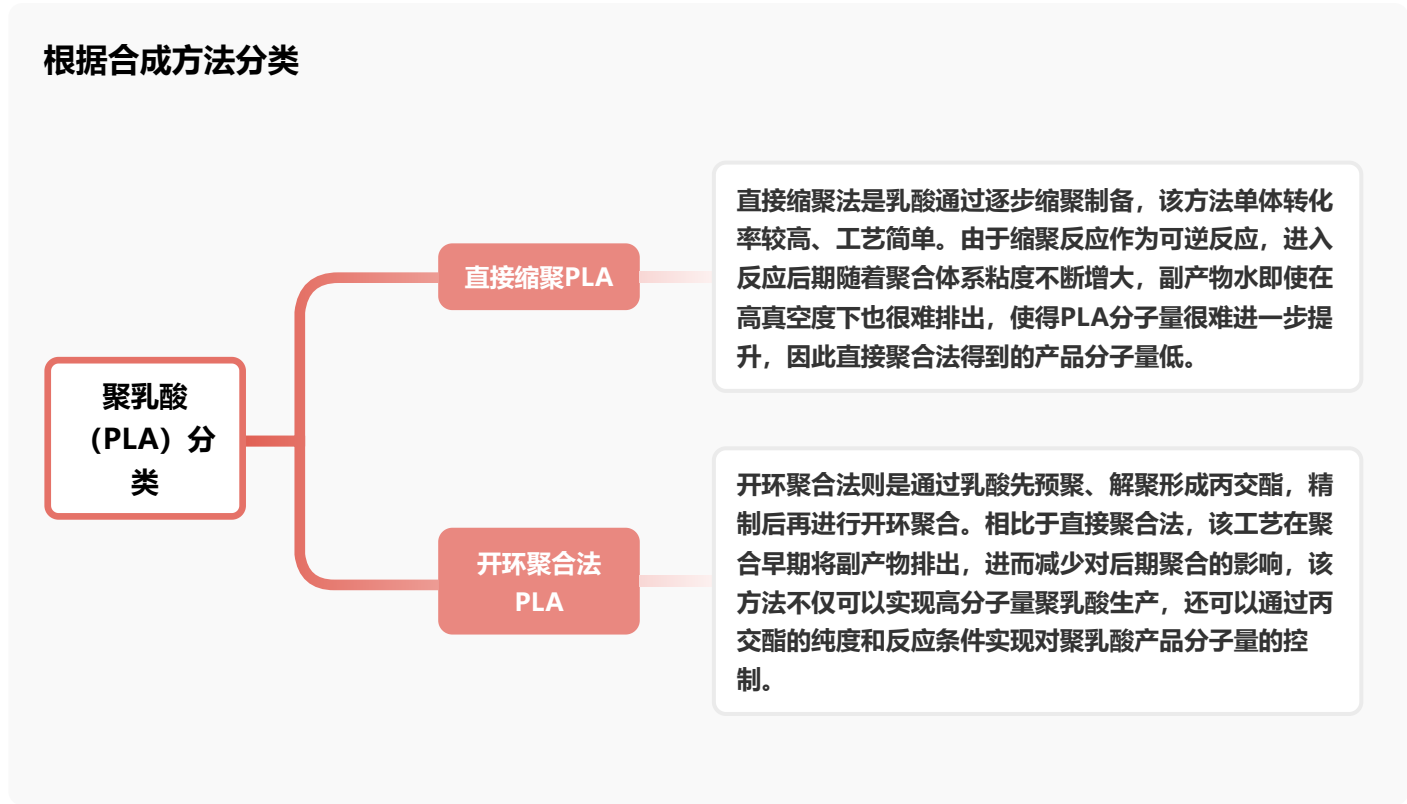 根据合成方法分类
直接缩聚法是乳酸通过逐步缩聚制备，该方法单体转化
率较高、工艺简单。由于缩聚反应作为可逆反应，进入
反应后期随着聚合体系粘度不断增大，副产物水即使在
高真空度下也很难排出，使得PLA分子量很难进一步提
升，因此直接聚合法得到的产品分子量低。
直接缩聚PLA
聚乳酸
（PLA）分
类
开环聚合法则是通过乳酸先预聚、解聚形成丙交酯，精
制后再进行开环聚合。相比于直接聚合法，该工艺在聚
合早期将副产物排出，进而减少对后期聚合的影响，该
方法不仅可以实现高分子量聚乳酸生产，还可以通过丙
交酯的纯度和反应条件实现对聚乳酸产品分子量的控
制。
开环聚合法
PLA